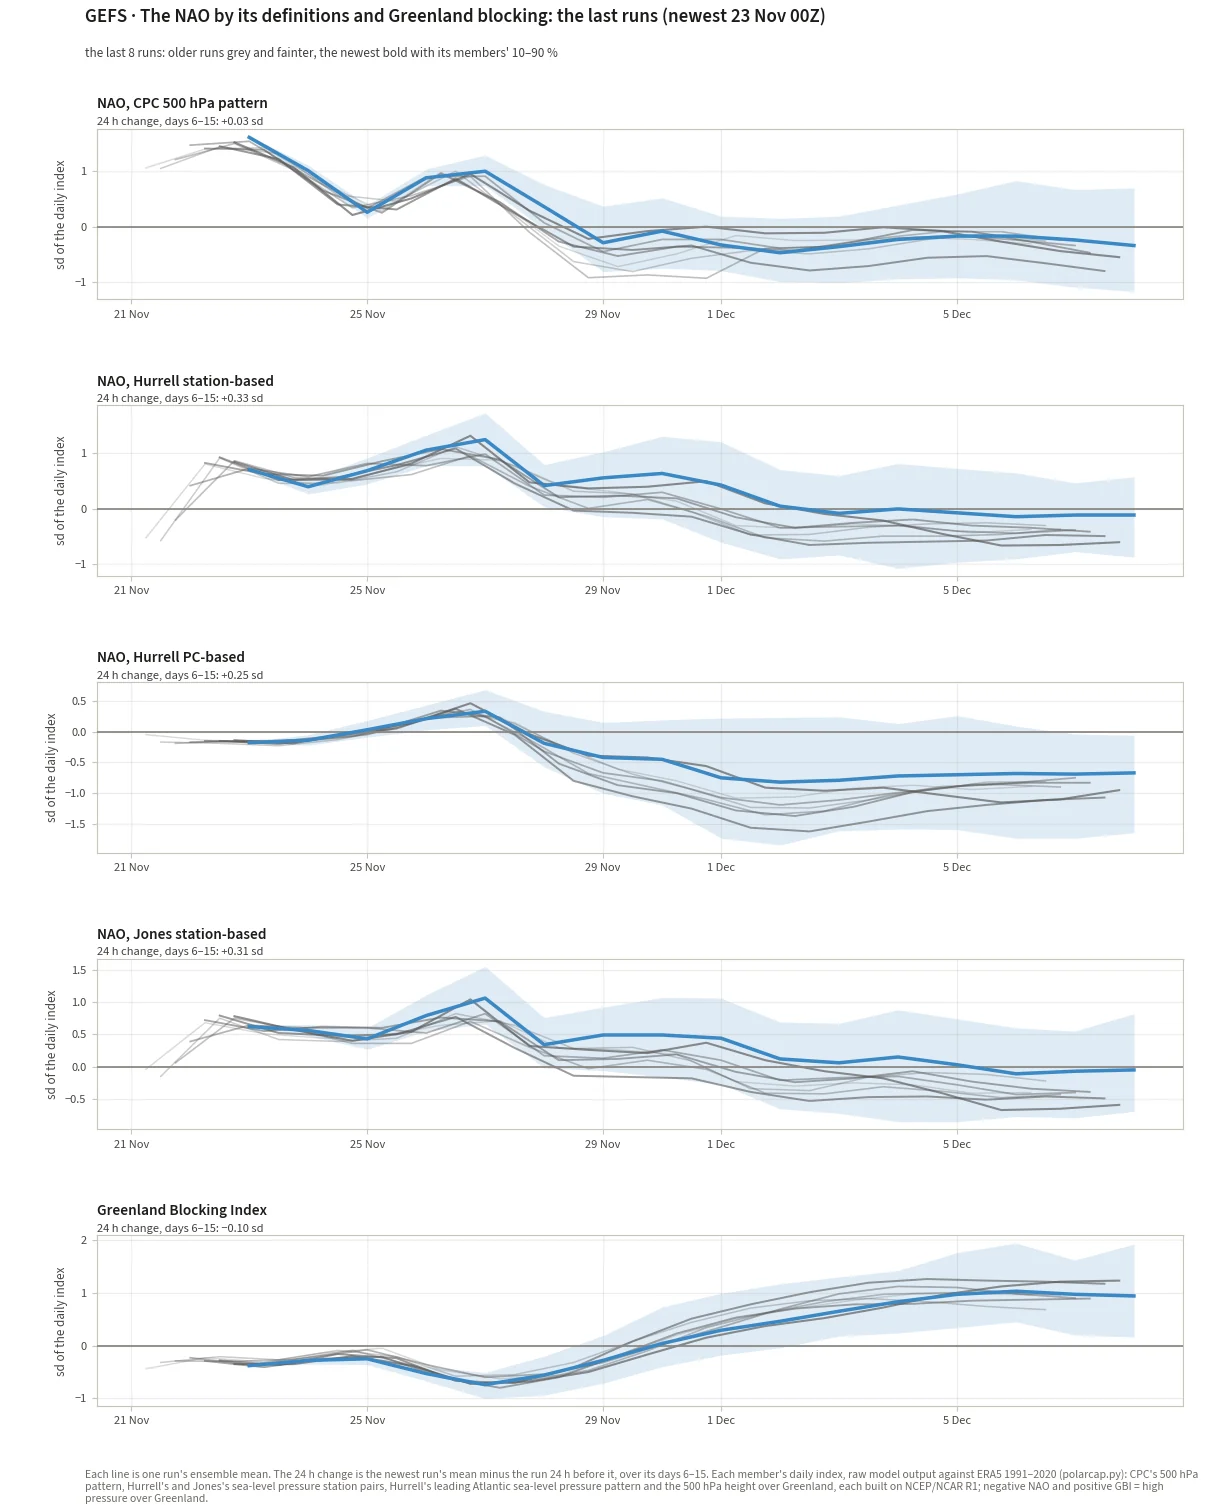 GEFS · The NAO by its definitions and Greenland blocking: the last runs (newest 23 Nov 00Z)
the last 8 runs: older runs grey and fainter, the newest bold with its members' 10–90 %
NAO, CPC 500 hPa pattern
24 h change, days 6–15: +0.03 sd
sd of the daily index
1
0
−1
21 Nov 25 Nov 29 Nov 1 Dec 5 Dec
NAO, Hurrell station-based
24 h change, days 6–15: +0.33 sd
sd of the daily index
1
0
−1
21 Nov 25 Nov 29 Nov 1 Dec 5 Dec
NAO, Hurrell PC-based
24 h change, days 6–15: +0.25 sd
sd of the daily index
0.5
0.0
−0.5
−1.0
−1.5
21 Nov 25 Nov 29 Nov 1 Dec 5 Dec
NAO, Jones station-based
24 h change, days 6–15: +0.31 sd
sd of the daily index
1.5
1.0
0.5
0.0
−0.5
21 Nov 25 Nov 29 Nov 1 Dec 5 Dec
Greenland Blocking Index
24 h change, days 6–15: −0.10 sd
sd of the daily index
2
1
0
−1
21 Nov 25 Nov 29 Nov 1 Dec 5 Dec
Each line is one run's ensemble mean. The 24 h change is the newest run's mean minus the run 24 h before it, over its days 6–15. Each member's daily index, raw model output against ERA5 1991–2020 (polarcap.py): CPC's 500 hPa
pattern, Hurrell's and Jones's sea-level pressure station pairs, Hurrell's leading Atlantic sea-level pressure pattern and the 500 hPa height over Greenland, each built on NCEP/NCAR R1; negative NAO and positive GBI = high
pressure over Greenland.